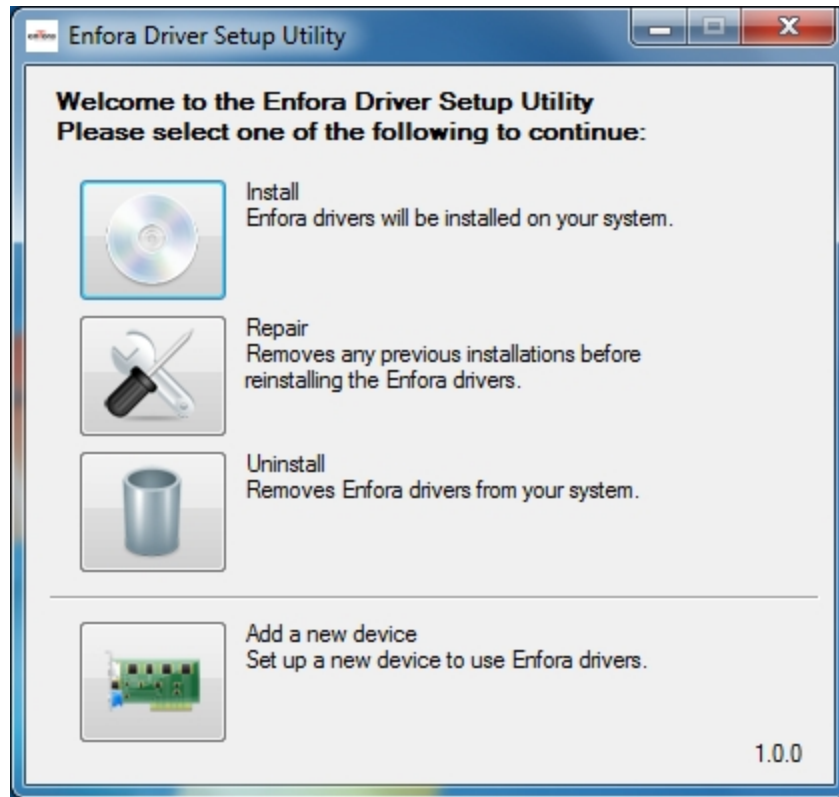 Enfora Driver Setup Utility
Welcome to the Enfora Driver Setup Utility
Please select one of the following to continue:
Install
Enfora drivers will be installed on your system.
Repair
Removes any previous installations before
reinstalling the Enfora drivers.
Uninstall
Removes Enfora drivers from your system.
Add a new device
Set up a new device to use Enfora drivers.
1.0.0